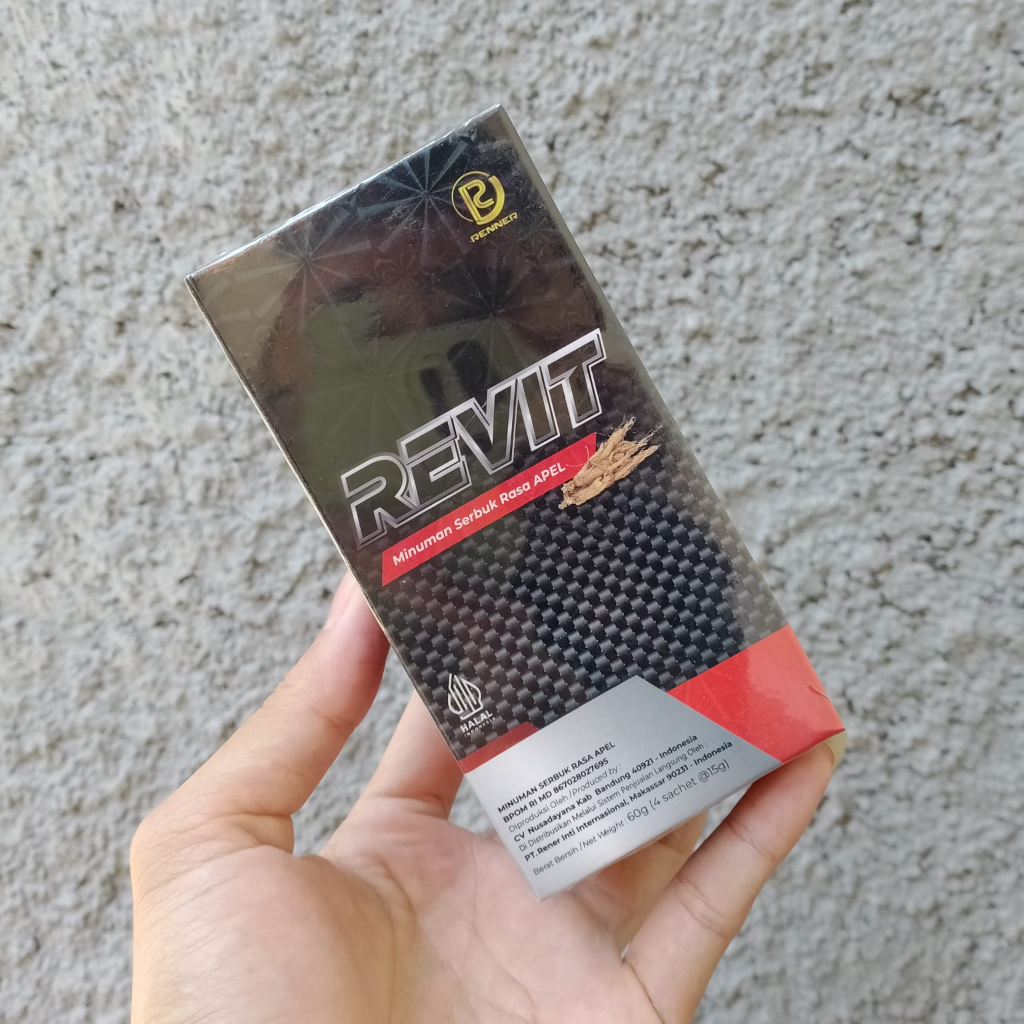 RENNER
REVIT
Minuman Serbuk Rasa APEL
HALAL
INDONESIA
MINUMAN SERBUK RASA APEL
BPOM RI MD 867028027695
Diproduksi Oleh /Produced by :
CV Nusadayana Kab Bandung 40921 - Indonesia
Di Distribusikan Melalui Sistem Penjualan Langsung Oleh :
PT. Rener Inti Internasional, Makassar 90231 - Indonesia
Berat Bersih /Net Weight : 60g (4 sachet @15g)